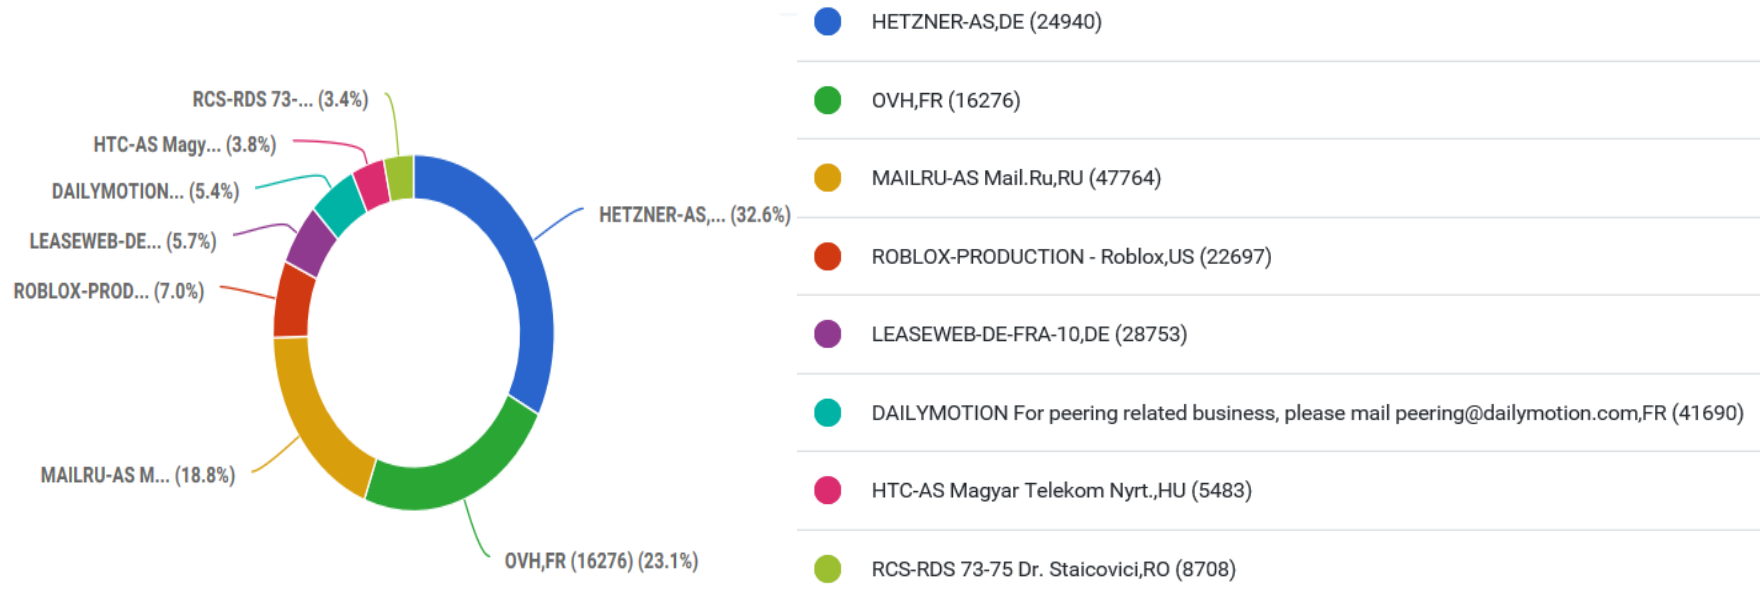 RCS-RDS 73-... (3.4%)
HTC-AS Magy... (3.8%)
DAILYMOTION... (5.4%)
LEASEWEB-DE... (5.7%)
ROBLOX-PROD... (7.0%)
MAILRU-AS M... (18.8%)
HETZNER-AS,... (32.6%)
OVH,FR (16276) (23.1%)
HETZNER-AS,DE (24940)
OVH,FR (16276)
MAILRU-AS Mail.Ru,RU (47764)
ROBLOX-PRODUCTION - Roblox,US (22697)
LEASEWEB-DE-FRA-10,DE (28753)
DAILYMOTION For peering related business, please mail peering@dailymotion.com,FR (41690)
HTC-AS Magyar Telekom Nyrt.,HU (5483)
RCS-RDS 73-75 Dr. Staicovici,RO (8708)